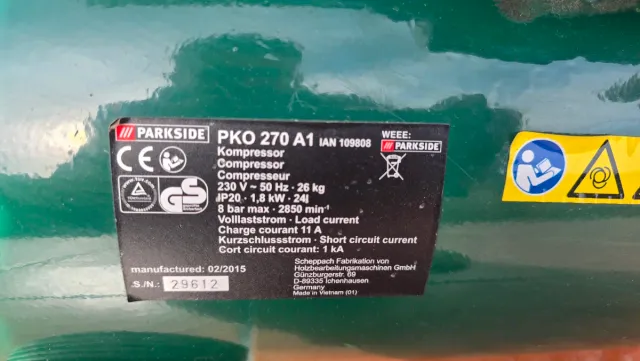 PARKSIDE PKO 270 A1 IAN 109808 WEEE: PARKSIDE
Kompressor
Compressor
Compresseur
230 V ~ 50 Hz · 26 kg
IP20 · 1,8 kW · 24l
8 bar max · 2850 min⁻¹
Volllaststrom · Load current
Charge courant 11 A
Kurzschlussstrom · Short circuit current
Cort circuit courant: 1 kA
CE
GS
Scheppach Fabrikation von
Holzbearbeitungsmaschinen GmbH
Günzburgerstr. 69
D-89335 Ichenhausen
Germany
Made in Vietnam (01)
manufactured: 02/2015
S./N.: 29612